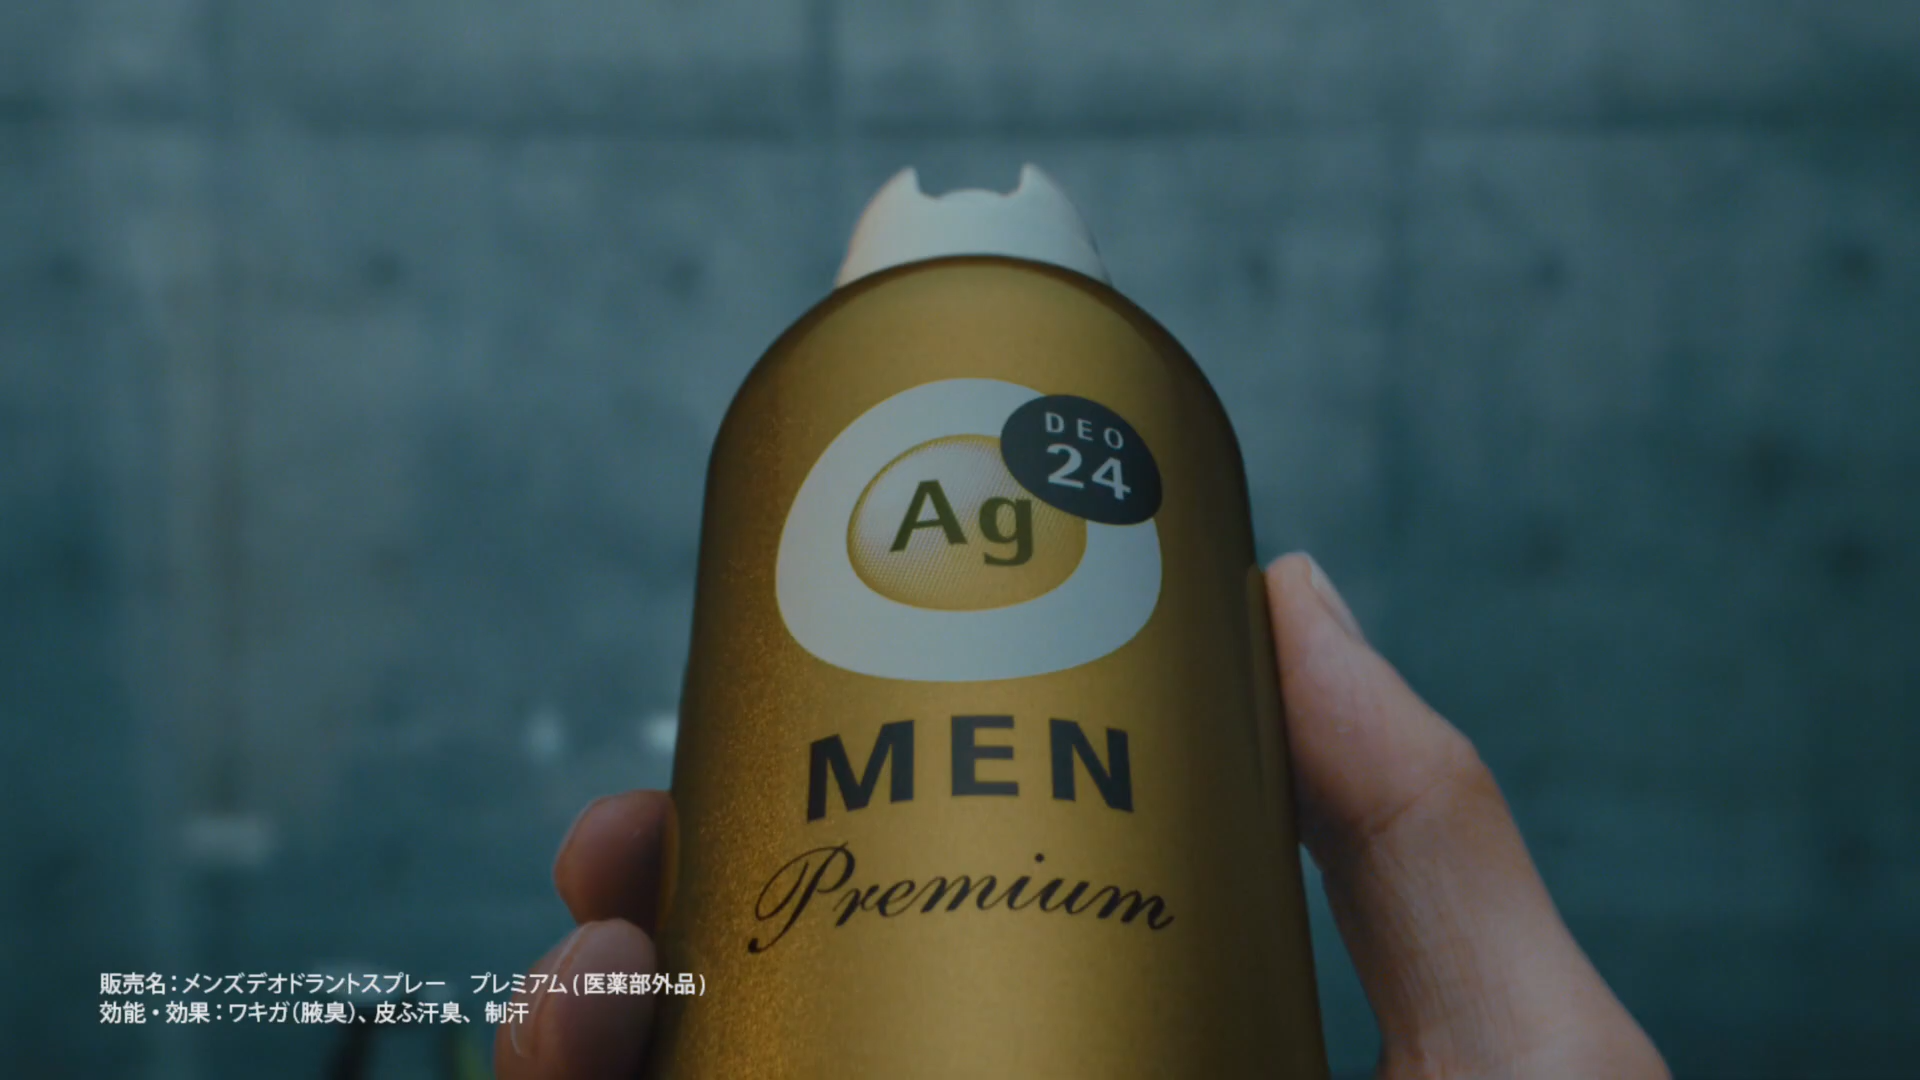 DEO
24
Ag
MEN
Premium
販売名：メンズデオドラントスプレー　プレミアム(医薬部外品)
効能・効果：ワキガ（腋臭）、皮ふ汗臭、制汗